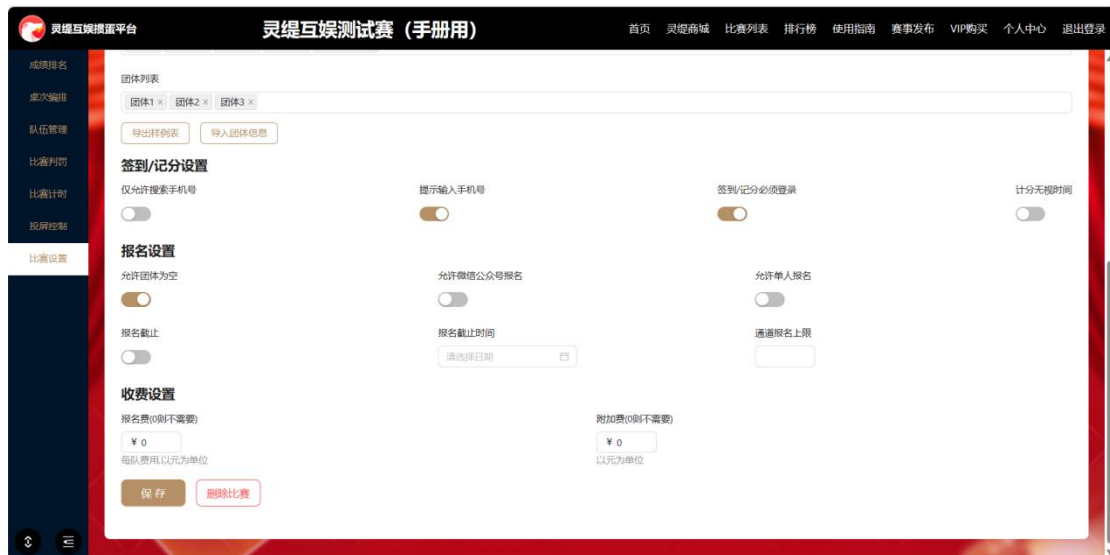 灵缇互娱掼蛋平台
灵缇互娱测试赛（手册用）
首页 灵缇商城 比赛列表 排行榜 使用指南 赛事发布 VIP购买 个人中心 退出登录
成绩排名
桌次编排
队伍管理
比赛判罚
比赛计时
投屏控制
比赛设置
团体列表
团体1 × 团体2 × 团体3 ×
导出样例表 导入团体信息
签到/记分设置
仅允许搜索手机号 提示输入手机号 签到/记分必须登录 计分无视时间
报名设置
允许团体为空 允许微信公众号报名 允许单人报名
报名截止 报名截止时间 通道报名上限
请选择日期
收费设置
报名费(0则不需要) 附加费(0则不需要)
¥ 0 ¥ 0
每队费用,以元为单位 以元为单位
保 存 删除比赛